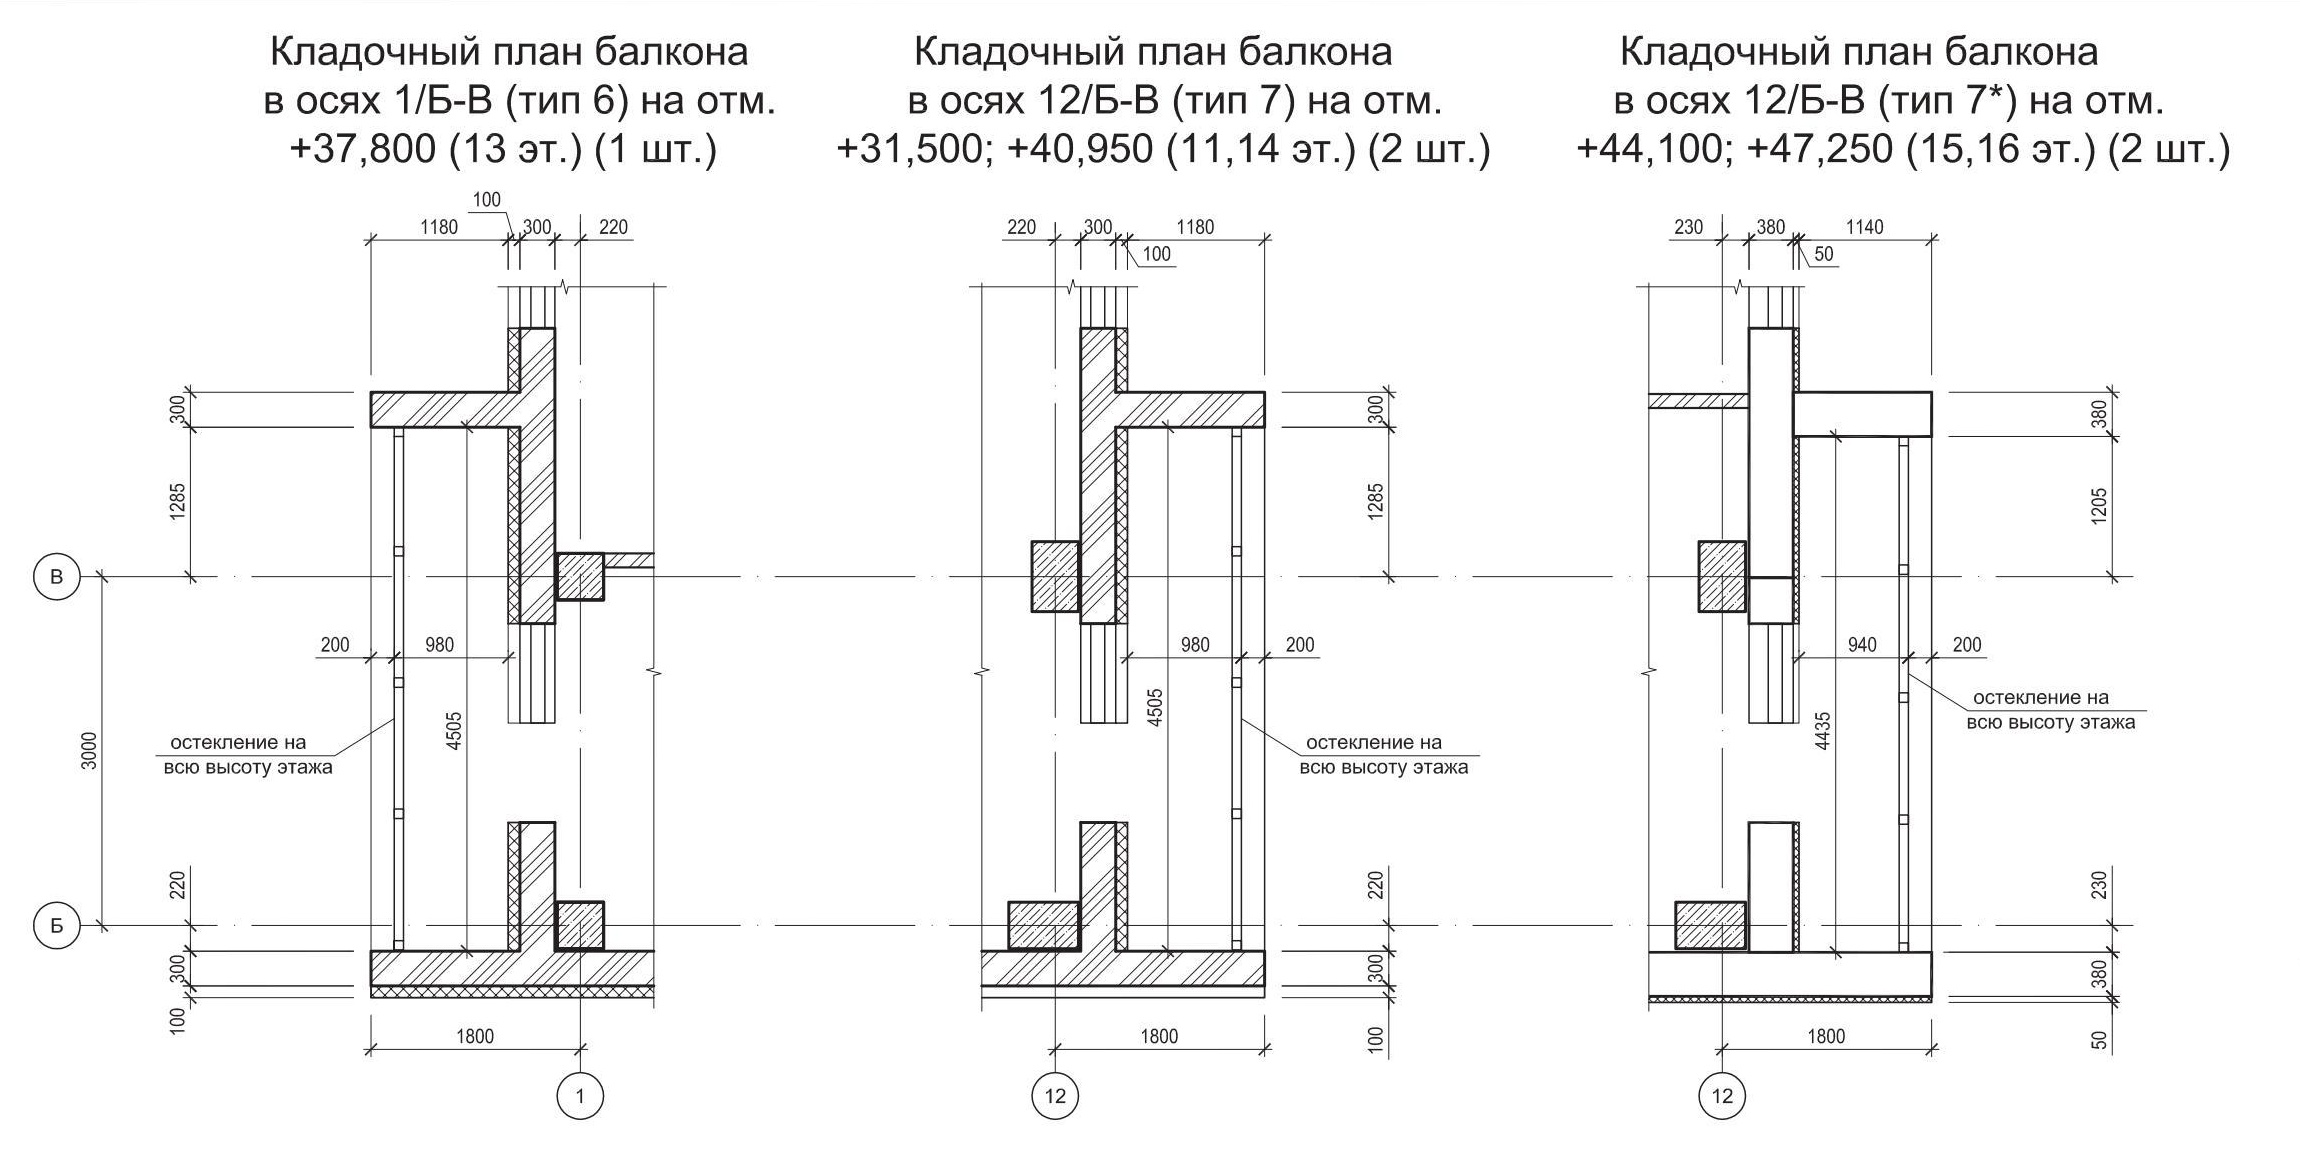 Кладочный план балкона
в осях 1/Б-В (тип 6) на отм.
+37,800 (13 эт.) (1 шт.)
100
1180
300
220
300
1285
В
200
980
остекление на
всю высоту этажа
4505
3000
220
Б
300
100
1800
1
Кладочный план балкона
в осях 12/Б-В (тип 7) на отм.
+31,500; +40,950 (11,14 эт.) (2 шт.)
220
300
1180
100
300
1285
980
200
4505
остекление на
всю высоту этажа
220
300
100
1800
12
Кладочный план балкона
в осях 12/Б-В (тип 7*) на отм.
+44,100; +47,250 (15,16 эт.) (2 шт.)
230
380
1140
50
380
1205
940
200
остекление на
всю высоту этажа
4435
230
380
50
1800
12